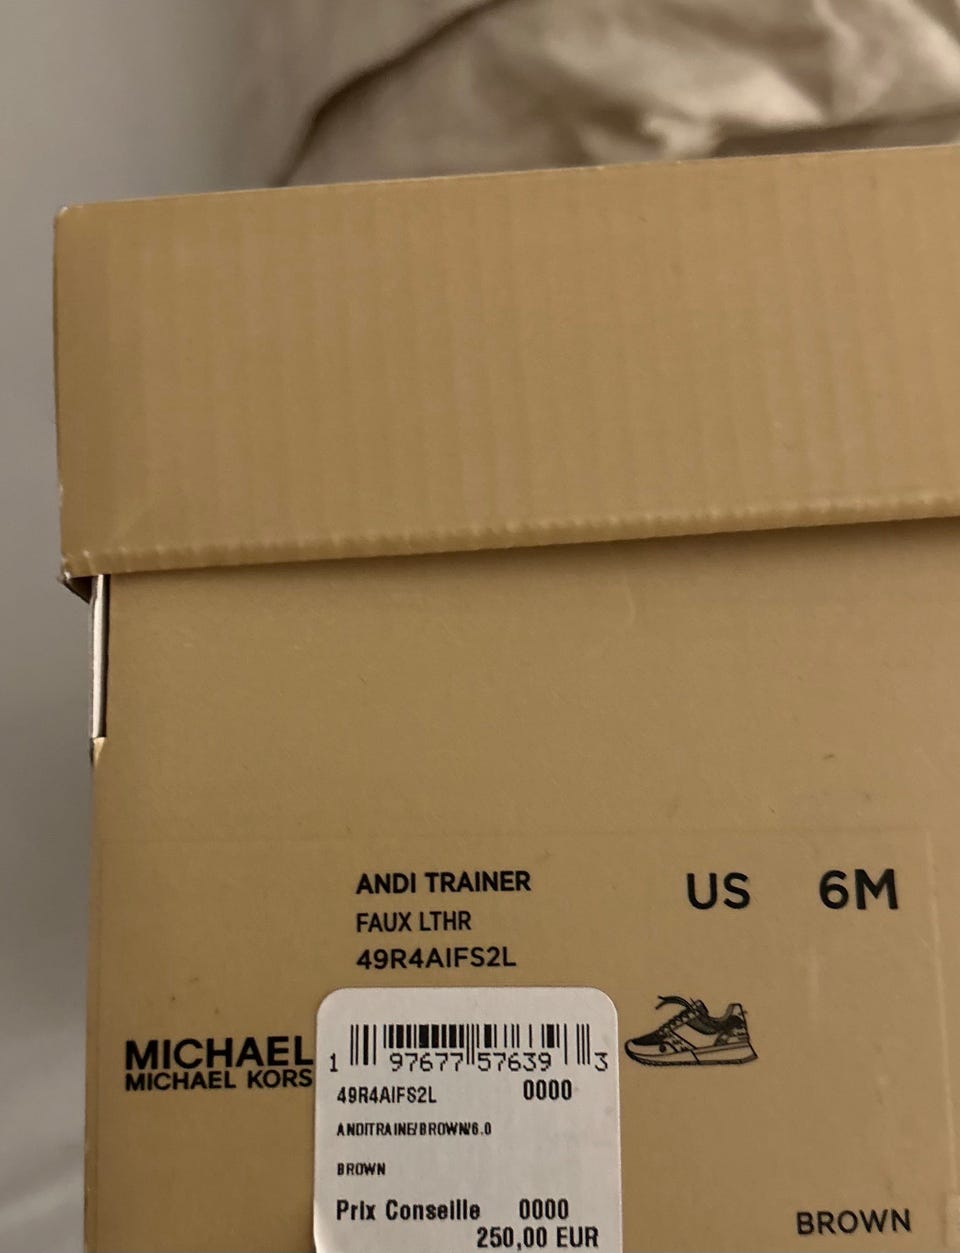 ANDI TRAINER
FAUX LTHR
49R4AIFS2L
US 6M
MICHAEL
MICHAEL KORS
1 97677 57639 3
49R4AIFS2L 0000
ANDITRAINE/BROWN/6.0
BROWN
Prix Conseille 0000
250,00 EUR
BROWN